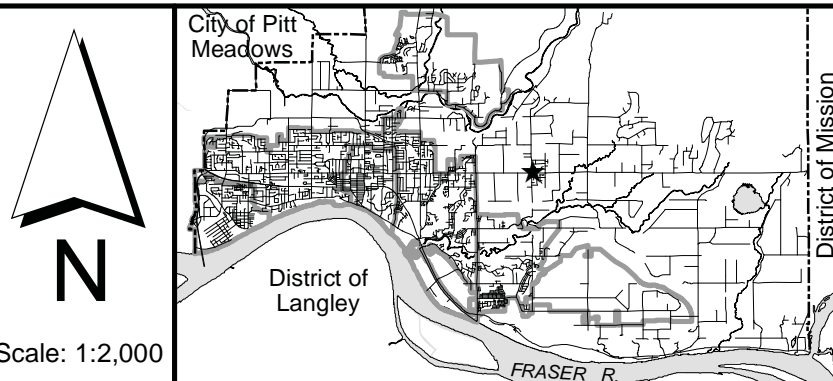 N
Scale: 1:2,000
City of Pitt
Meadows
District of
Langley
District of Mission
FRASER R.